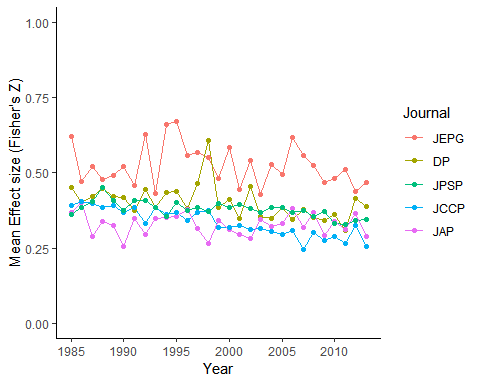 1.00
0.75
0.50
0.25
0.00
Mean Effect size (Fisher's Z)
1985 1990 1995 2000 2005 2010
Year
Journal
JEPG
DP
JPSP
JCCP
JAP